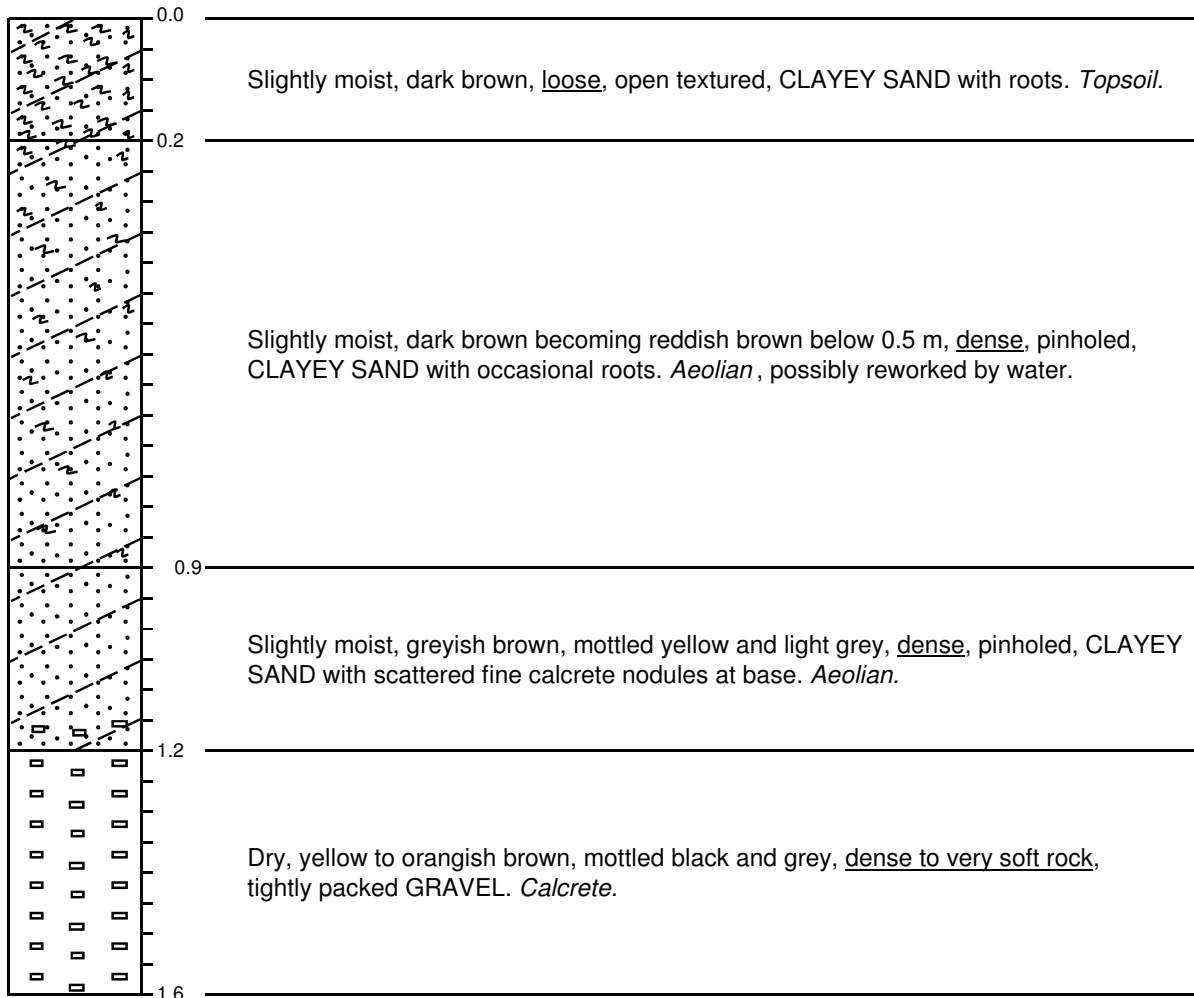 0.0
Slightly moist, dark brown, loose, open textured, CLAYEY SAND with roots. Topsoil.
0.2
Slightly moist, dark brown becoming reddish brown below 0.5 m, dense, pinholed,
CLAYEY SAND with occasional roots. Aeolian , possibly reworked by water.
0.9
Slightly moist, greyish brown, mottled yellow and light grey, dense, pinholed, CLAYEY
SAND with scattered fine calcrete nodules at base. Aeolian.
1.2
Dry, yellow to orangish brown, mottled black and grey, dense to very soft rock,
tightly packed GRAVEL. Calcrete.
1.6